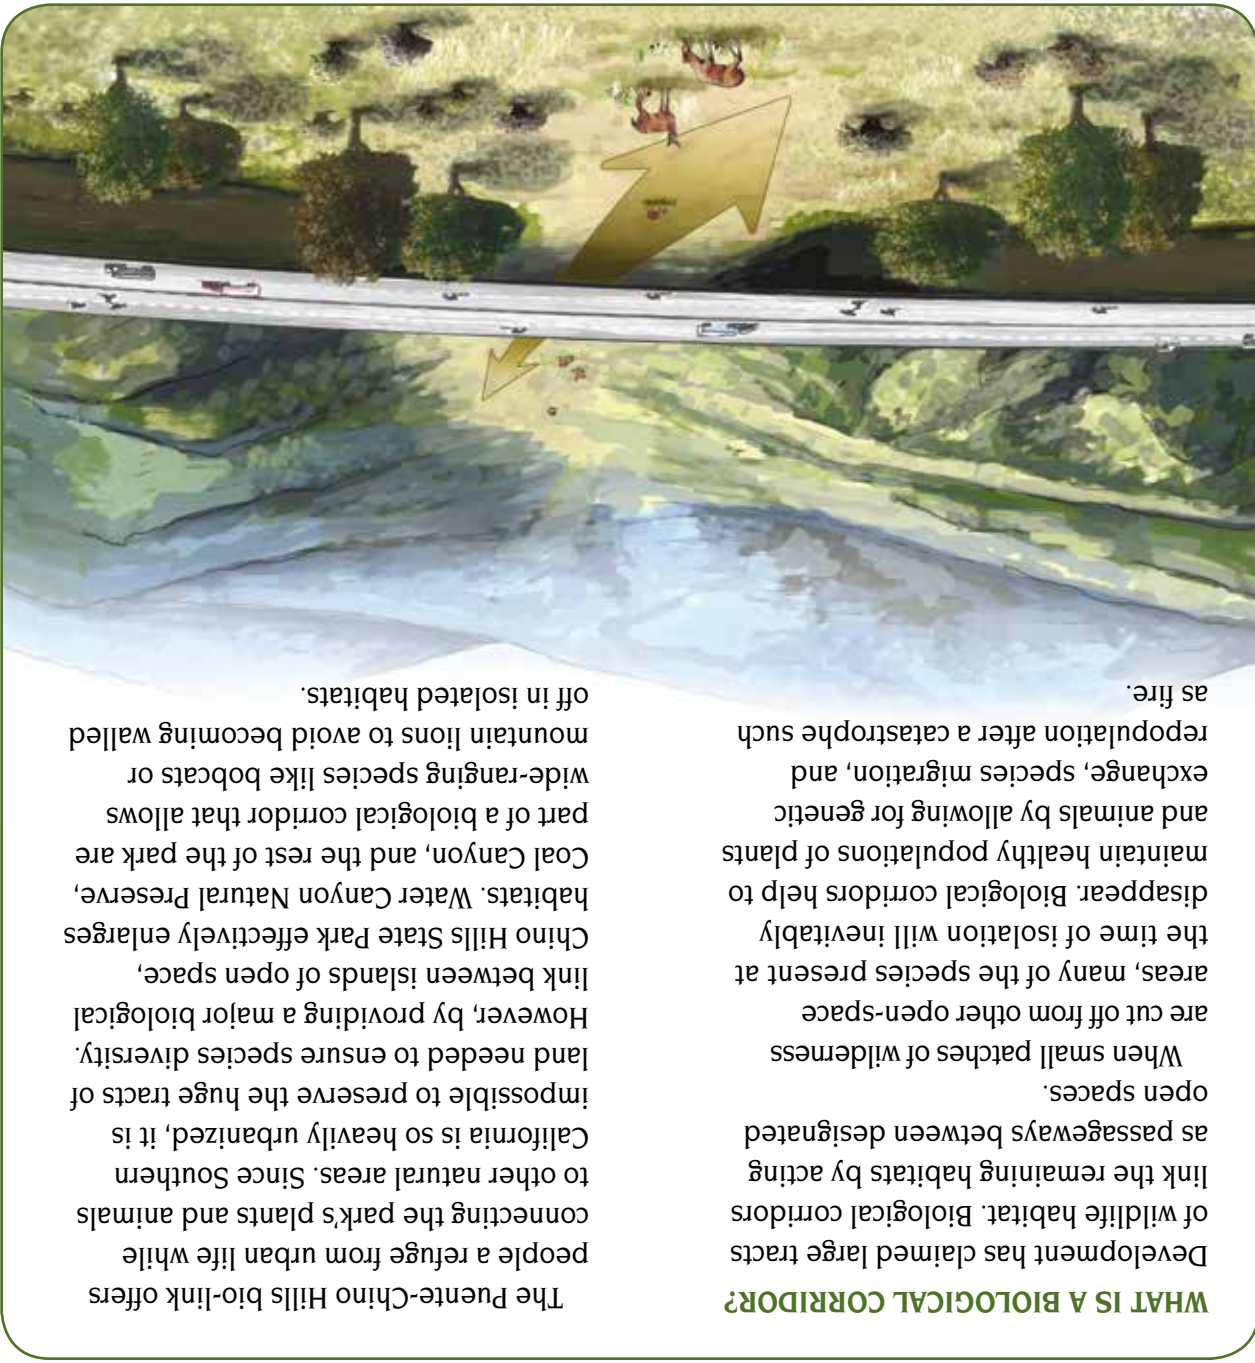 WHAT IS A BIOLOGICAL CORRIDOR?
Development has claimed large tracts
of wildlife habitat. Biological corridors
link the remaining habitats by acting
as passageways between designated
open spaces.
When small patches of wilderness
are cut off from other open-space
areas, many of the species present at
the time of isolation will inevitably
disappear. Biological corridors help to
maintain healthy populations of plants
and animals by allowing for genetic
exchange, species migration, and
repopulation after a catastrophe such
as fire.
The Puente-Chino Hills bio-link offers
people a refuge from urban life while
connecting the park's plants and animals
to other natural areas. Since Southern
California is so heavily urbanized, it is
impossible to preserve the huge tracts of
land needed to ensure species diversity.
However, by providing a major biological
link between islands of open space,
Chino Hills State Park effectively enlarges
habitats. Water Canyon Natural Preserve,
Coal Canyon, and the rest of the park are
part of a biological corridor that allows
wide-ranging species like bobcats or
mountain lions to avoid becoming walled
off in isolated habitats.